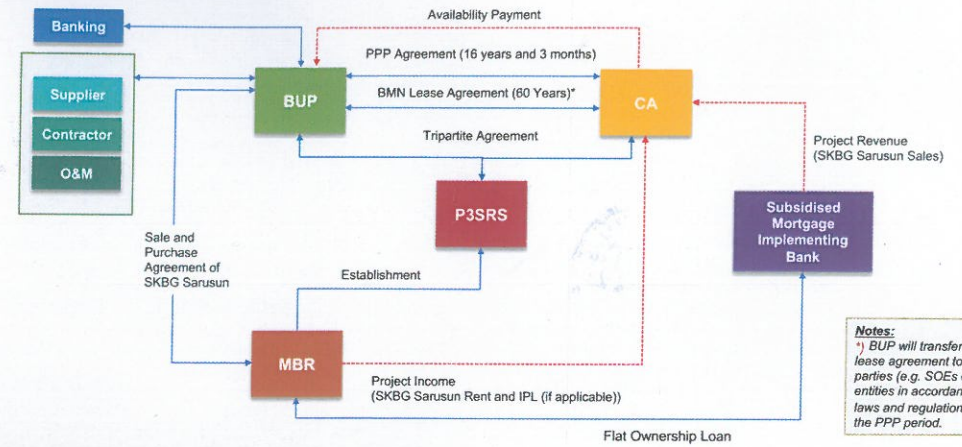 Availability Payment
Banking
PPP Agreement (16 years and 3 months)
BUP
BMN Lease Agreement (60 Years)*
CA
Supplier
Contractor
O&M
Tripartite Agreement
Project Revenue
(SKBG Sarusun Sales)
P3SRS
Subsidised
Mortgage
Implementing
Bank
Sale and
Purchase
Agreement of
SKBG Sarusun
Establishment
MBR
Project Income
(SKBG Sarusun Rent and IPL (if applicable))
Flat Ownership Loan
Notes:
*) BUP will transfer
lease agreement to
parties (e.g. SOEs
entities in accordan
laws and regulation
the PPP period.